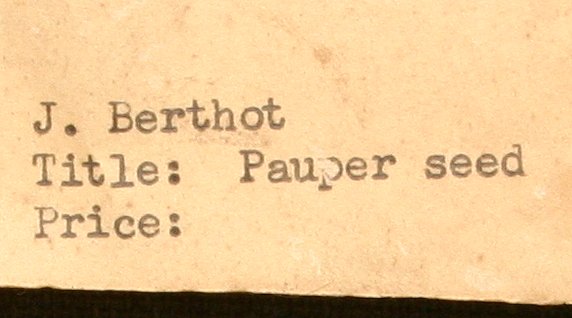 J. Berthot
Title: Pauper seed
Price: